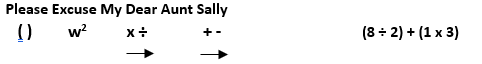 Please Excuse My Dear Aunt Sally
( ) w² x ÷ + - (8 ÷ 2) + (1 x 3)